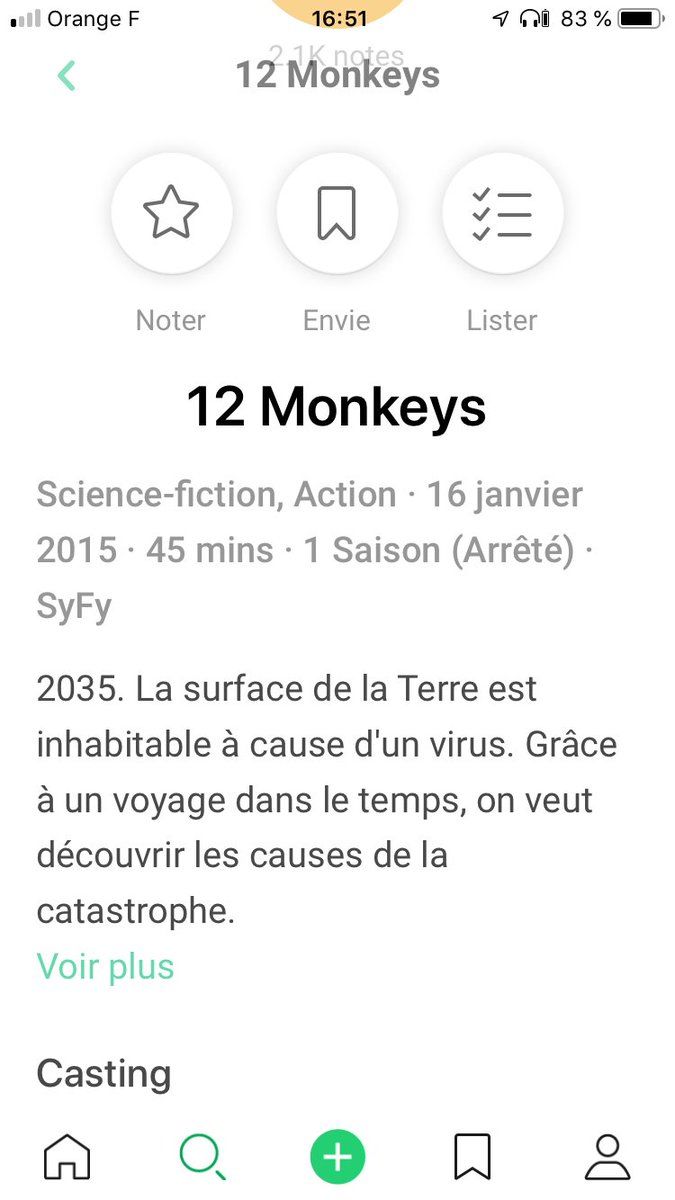 Orange F 16:51 83 %
2.1K notes
12 Monkeys
Noter Envie Lister
12 Monkeys
Science-fiction, Action · 16 janvier
2015 · 45 mins · 1 Saison (Arrêté) ·
SyFy
2035. La surface de la Terre est
inhabitable à cause d'un virus. Grâce
à un voyage dans le temps, on veut
découvrir les causes de la
catastrophe.
Voir plus
Casting